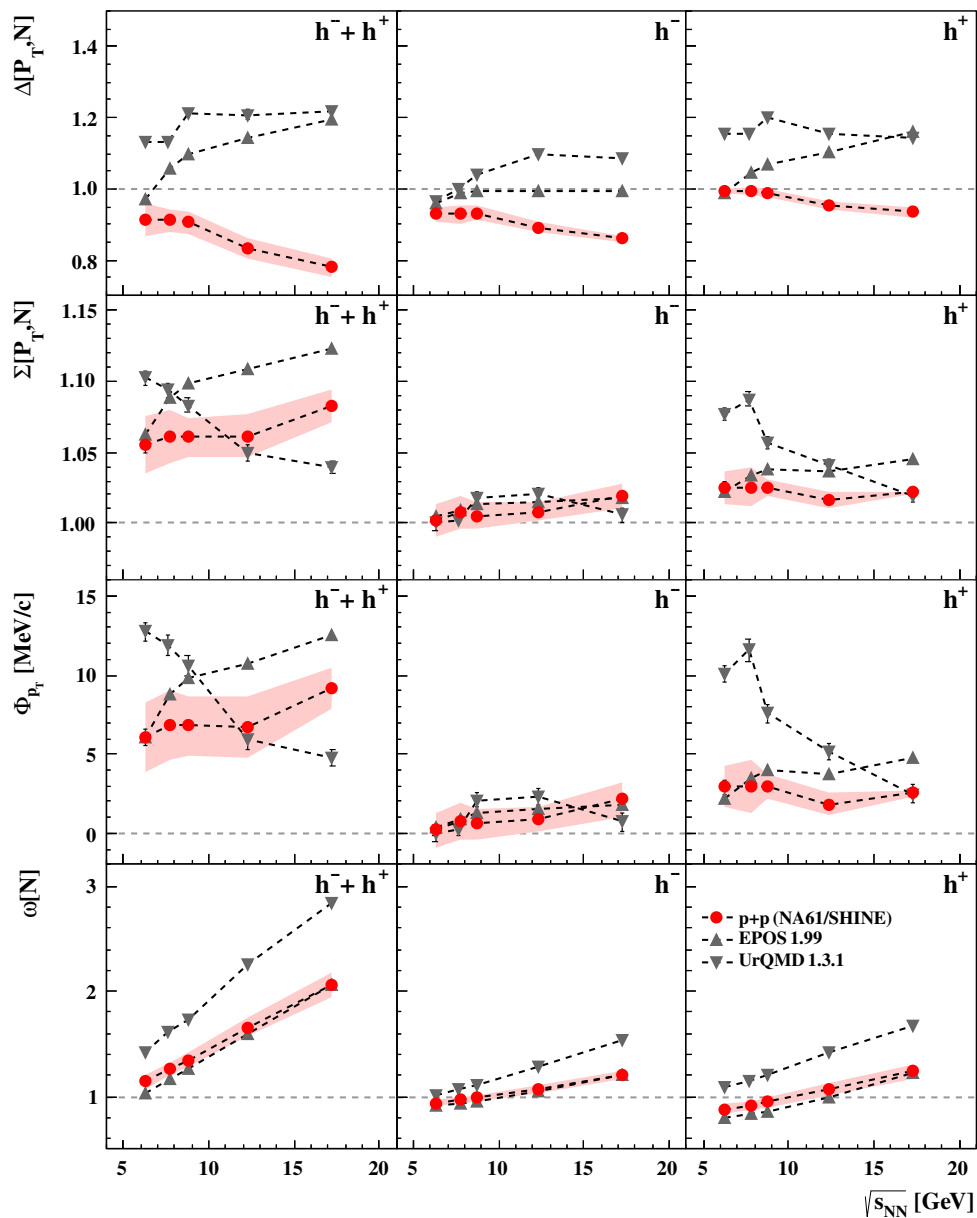 Δ[P_T,N]
h⁻ + h⁺
h⁻
h⁺
1.4
1.2
1.0
0.8
Σ[P_T,N]
h⁻ + h⁺
h⁻
h⁺
1.15
1.10
1.05
1.00
Φ_{p_T} [MeV/c]
h⁻ + h⁺
h⁻
h⁺
15
10
5
0
ω[N]
h⁻ + h⁺
h⁻
h⁺
3
2
1
p+p (NA61/SHINE)
EPOS 1.99
UrQMD 1.3.1
5 10 15 20 5 10 15 20 5 10 15 20
√s_NN [GeV]